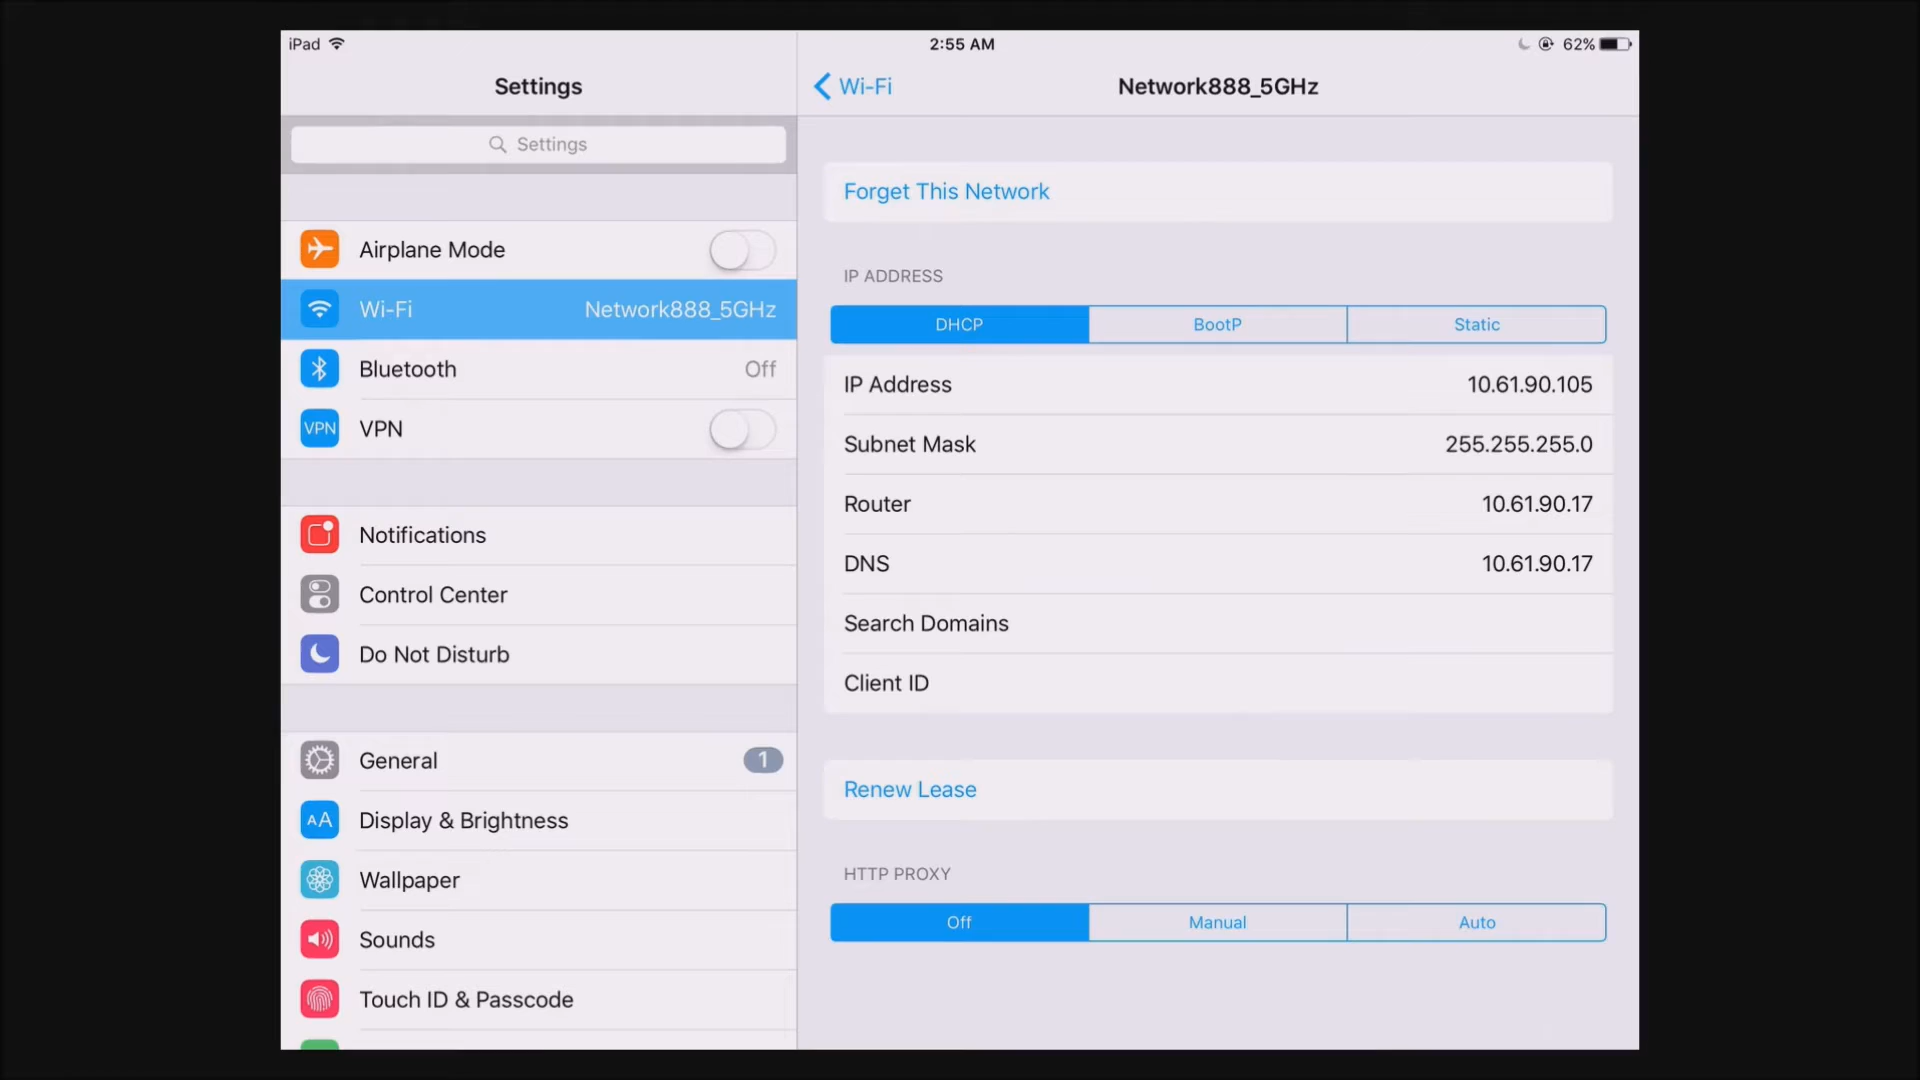 iPad
2:55 AM
62%
Settings
Wi-Fi
Network888_5GHz
Settings
Airplane Mode
Wi-Fi Network888_5GHz
Bluetooth Off
VPN VPN
Notifications
Control Center
Do Not Disturb
General 1
AA Display & Brightness
Wallpaper
Sounds
Touch ID & Passcode
Forget This Network
IP ADDRESS
DHCP BootP Static
IP Address 10.61.90.105
Subnet Mask 255.255.255.0
Router 10.61.90.17
DNS 10.61.90.17
Search Domains
Client ID
Renew Lease
HTTP PROXY
Off Manual Auto